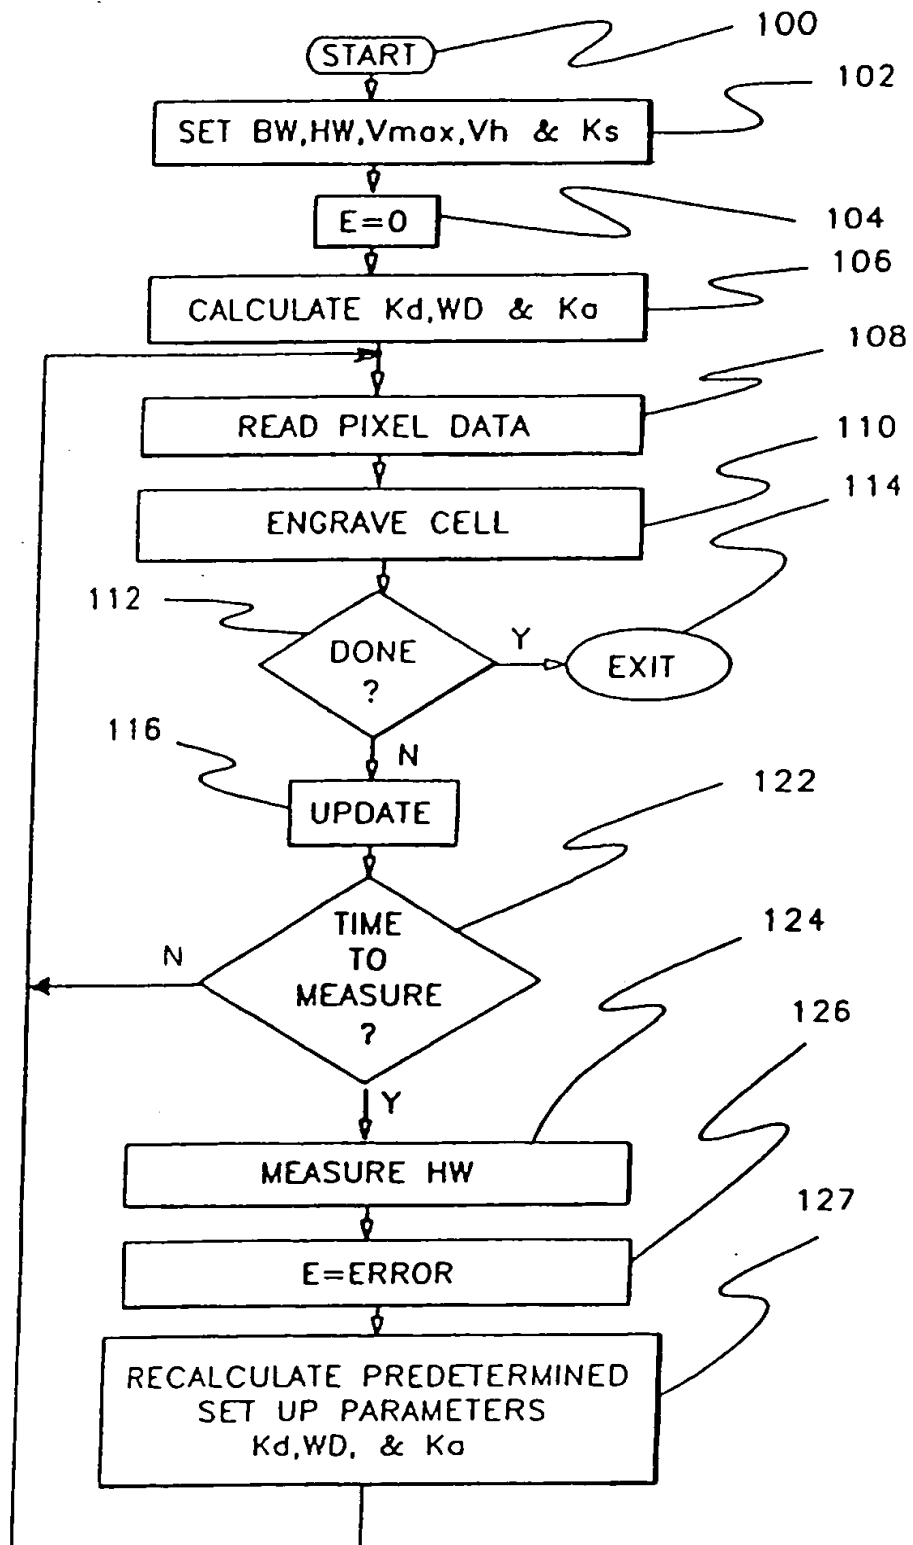 100
START
102
SET BW,HW,Vmax,Vh & Ks
104
E=0
106
CALCULATE Kd,WD & Ka
108
READ PIXEL DATA
110
ENGRAVE CELL
114
112
DONE
?
Y
EXIT
116
N
UPDATE
122
TIME
TO
MEASURE
?
N
124
126
Y
MEASURE HW
127
E=ERROR
RECALCULATE PREDETERMINED
SET UP PARAMETERS
Kd,WD, & Ka